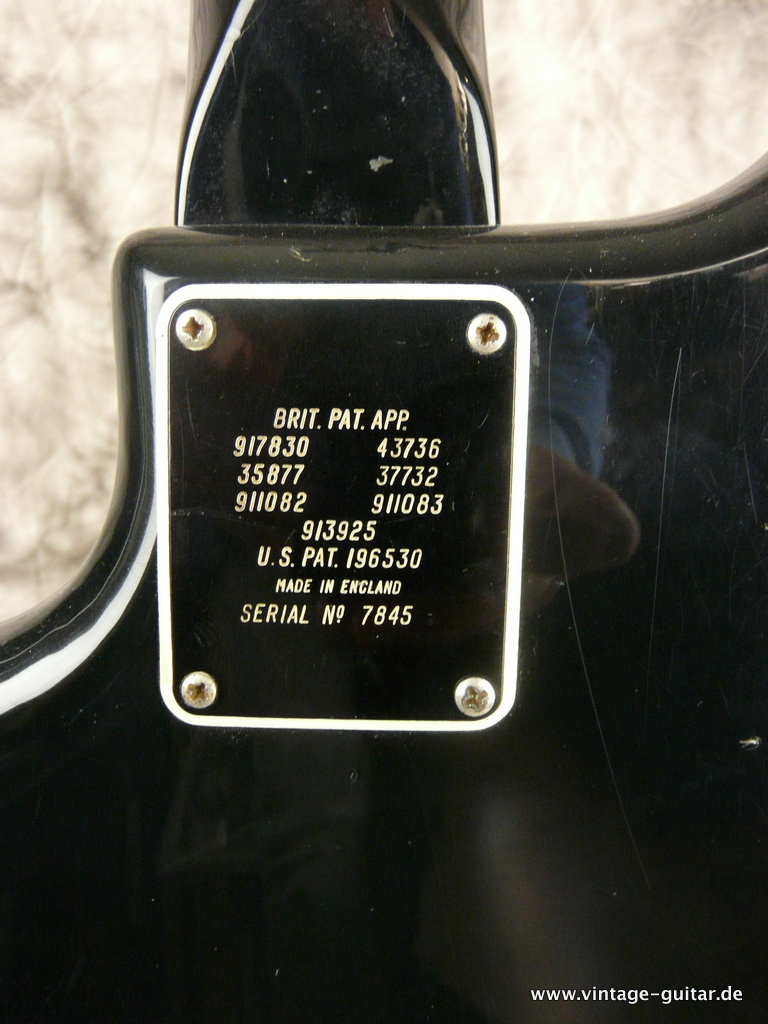 BRIT. PAT. APP.
917830 43736
35877 37732
911082 911083
913925
U.S. PAT. 196530
MADE IN ENGLAND
SERIAL Nº 7845
www.vintage-guitar.de